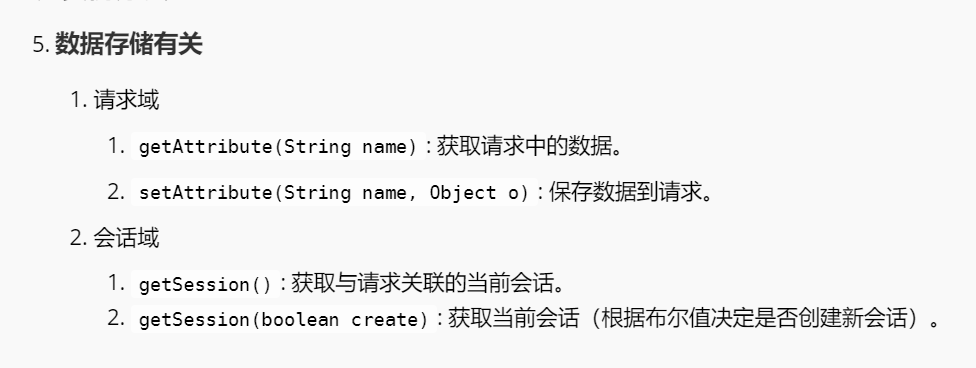 5. 数据存储有关
1. 请求域
1. getAttribute(String name) : 获取请求中的数据。
2. setAttribute(String name, Object o) : 保存数据到请求。
2. 会话域
1. getSession() : 获取与请求关联的当前会话。
2. getSession(boolean create) : 获取当前会话（根据布尔值决定是否创建新会话）。